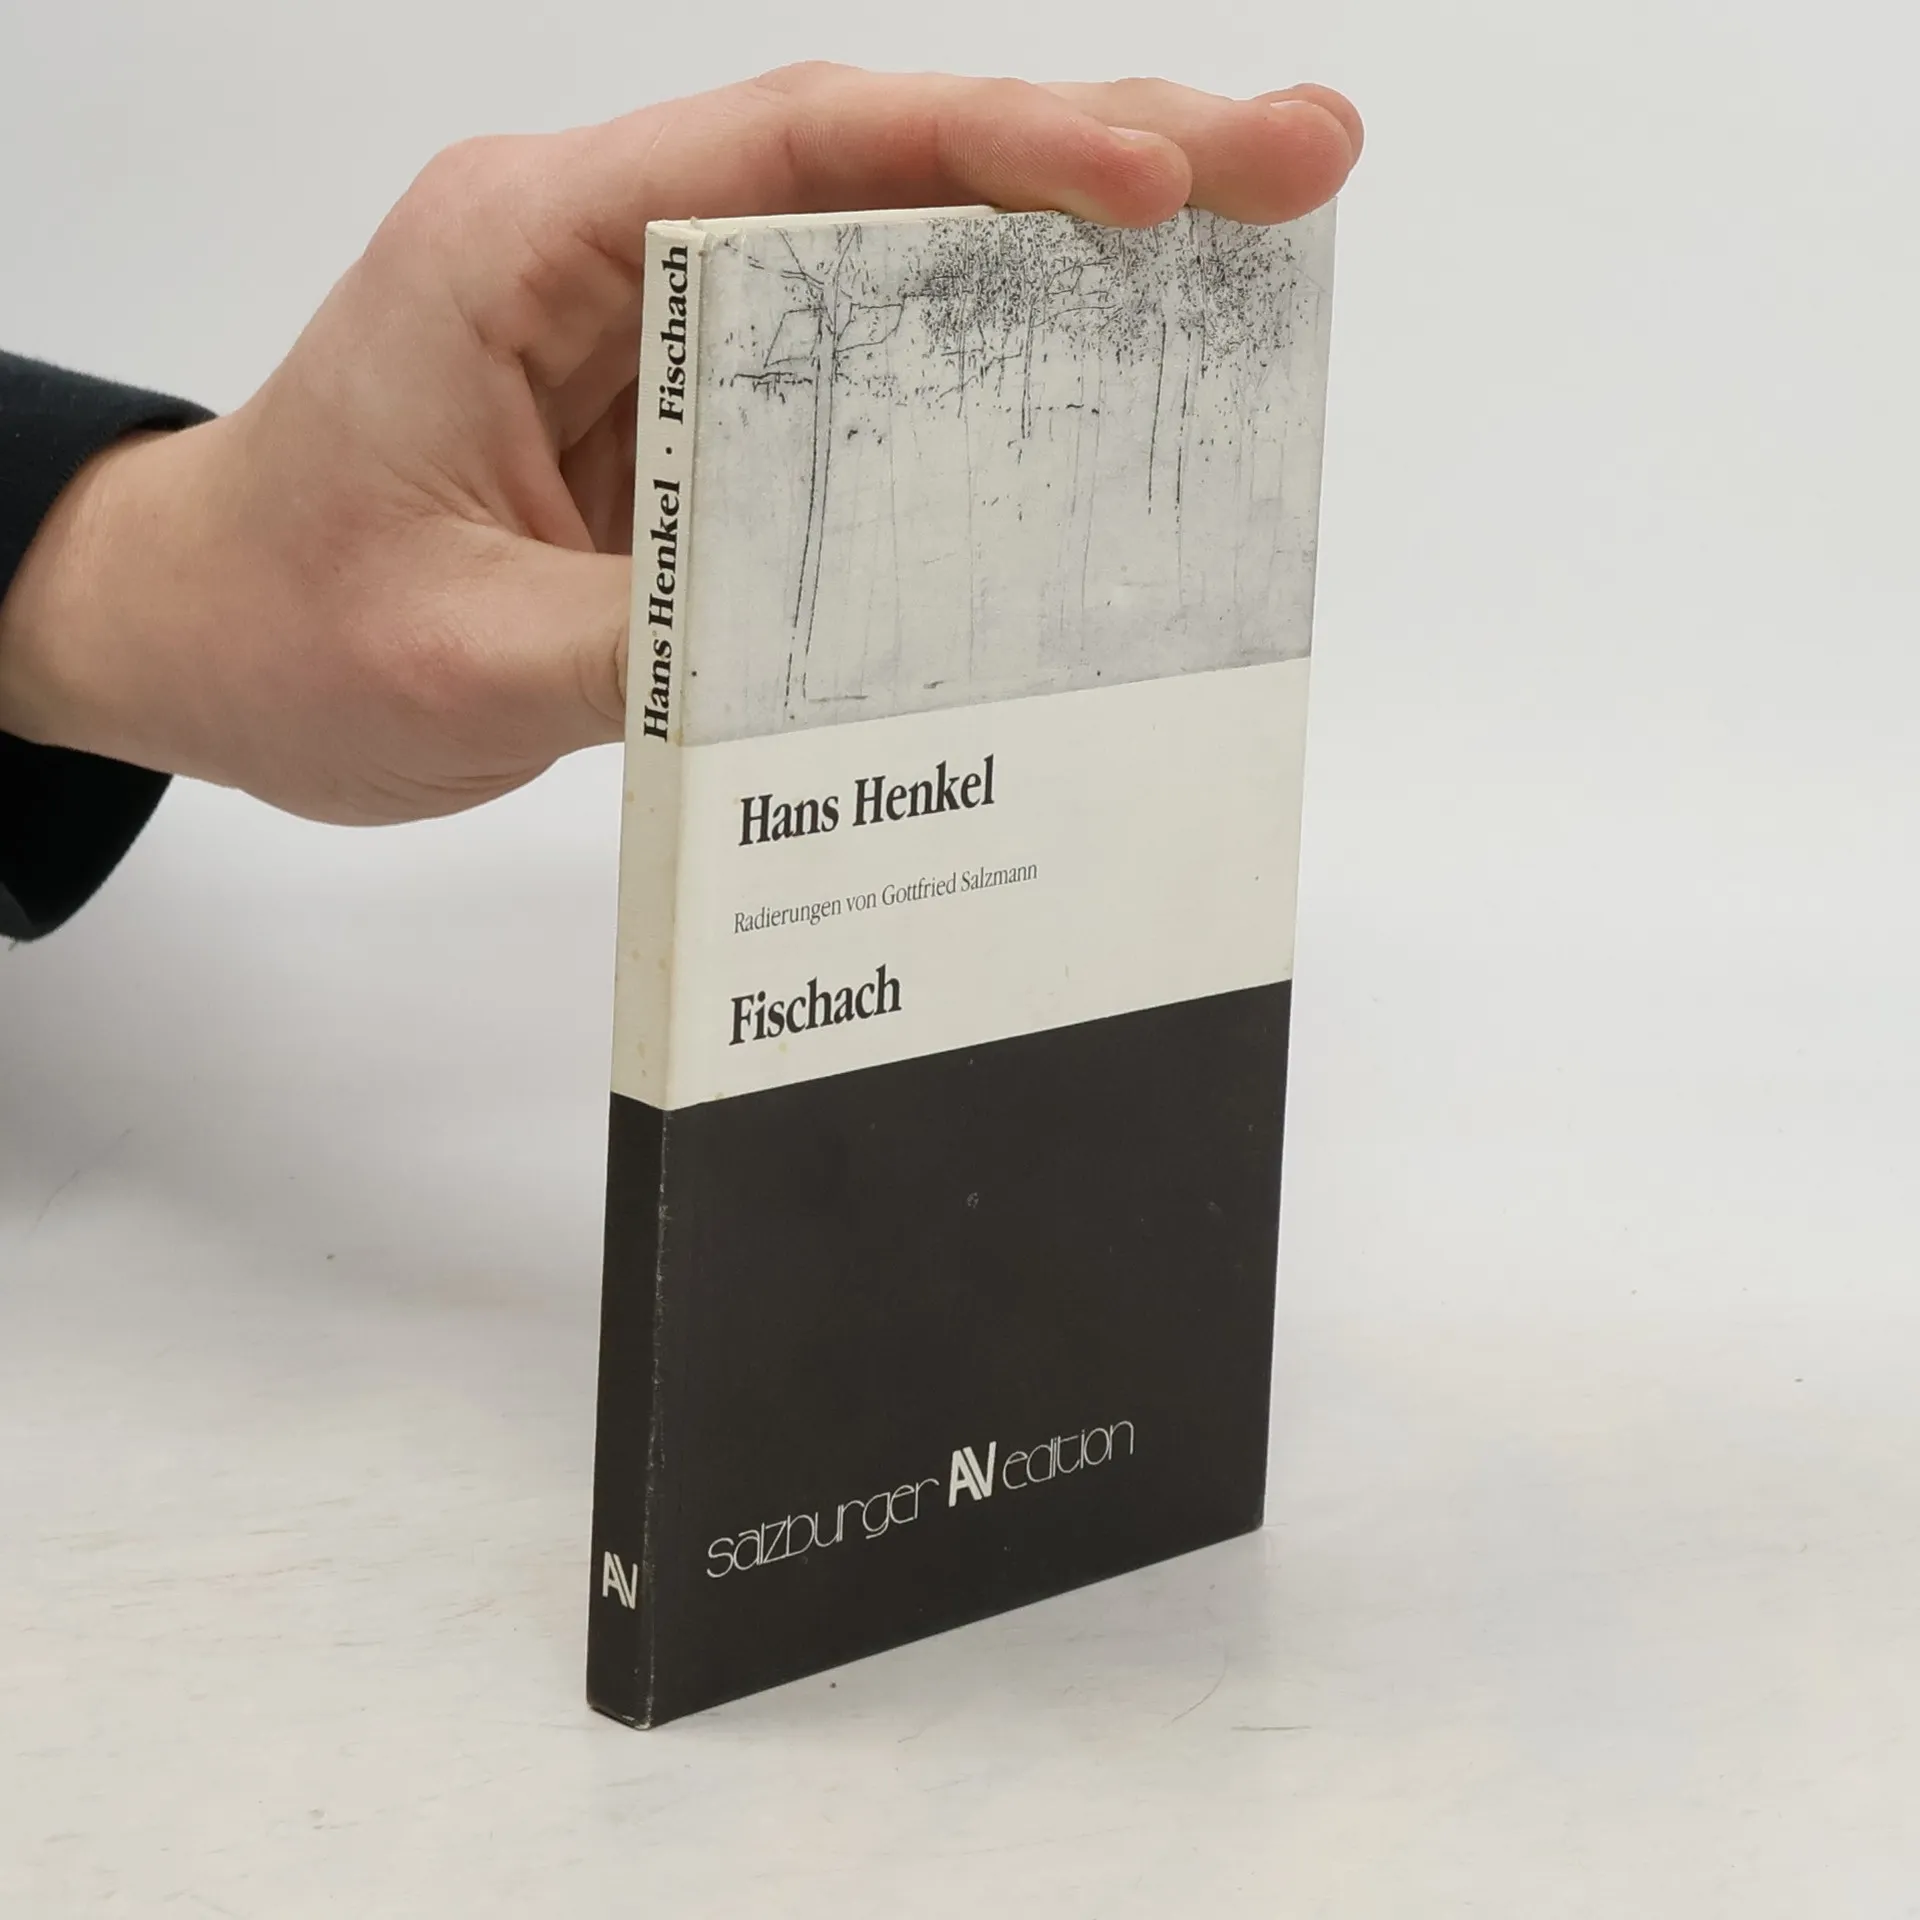 Hans Henkel · Fischach
Hans Henkel
Radierungen von Gottfried Salzmann
Fischach
salzburger AV edition
AV